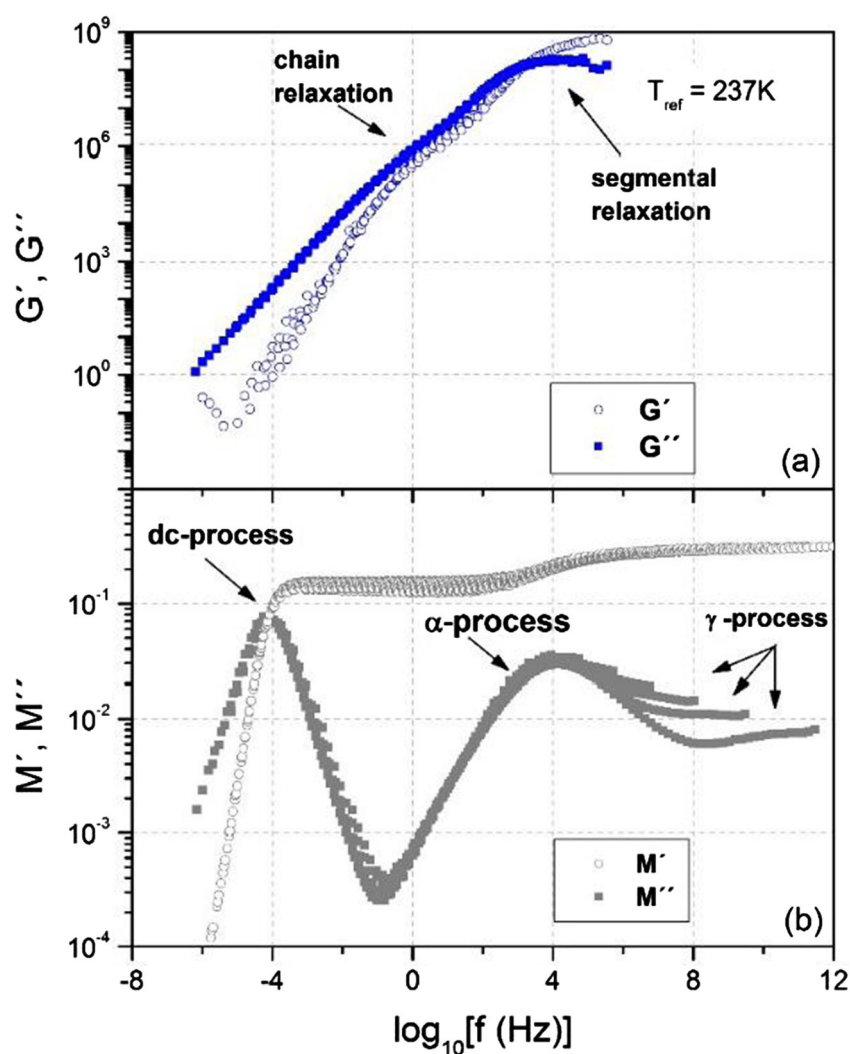 10⁹
chain
relaxation
T_ref = 237K
10⁶
segmental
relaxation
G´, G´´
10³
10⁰
G´
G´´
(a)
dc-process
10⁻¹
α-process
γ -process
10⁻²
M´, M´´
10⁻³
M´
M´´
(b)
10⁻⁴
-8 -4 0 4 8 12
log₁₀[f (Hz)]